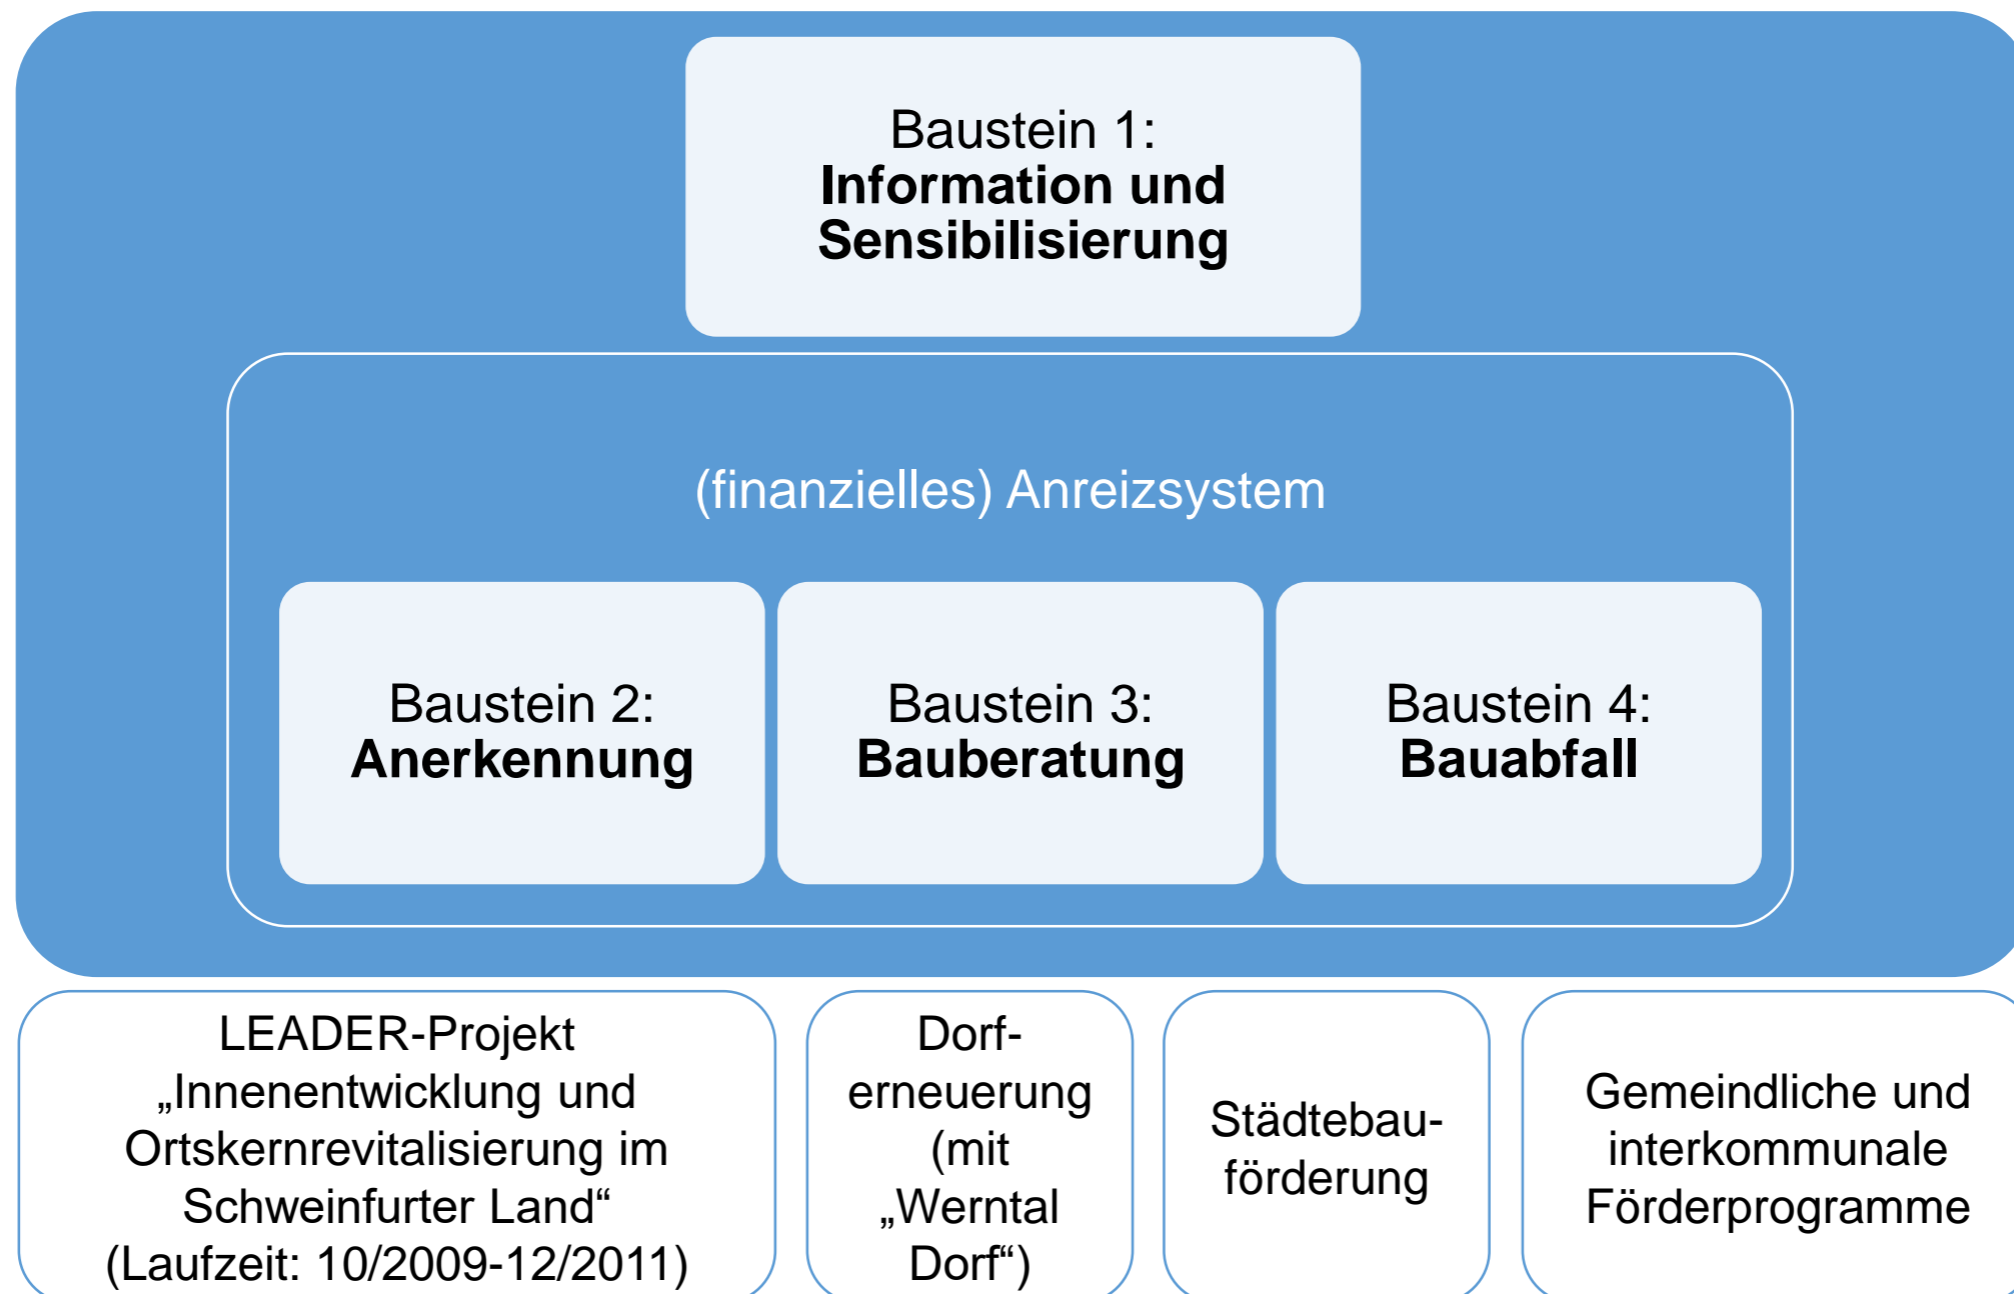 Baustein 1:
Information und
Sensibilisierung
(finanzielles) Anreizsystem
Baustein 2:
Anerkennung
Baustein 3:
Bauberatung
Baustein 4:
Bauabfall
LEADER-Projekt
„Innenentwicklung und
Ortskernrevitalisierung im
Schweinfurter Land“
(Laufzeit: 10/2009-12/2011)
Dorf-
erneuerung
(mit
„Werntal
Dorf“)
Städtebau-
förderung
Gemeindliche und
interkommunale
Förderprogramme